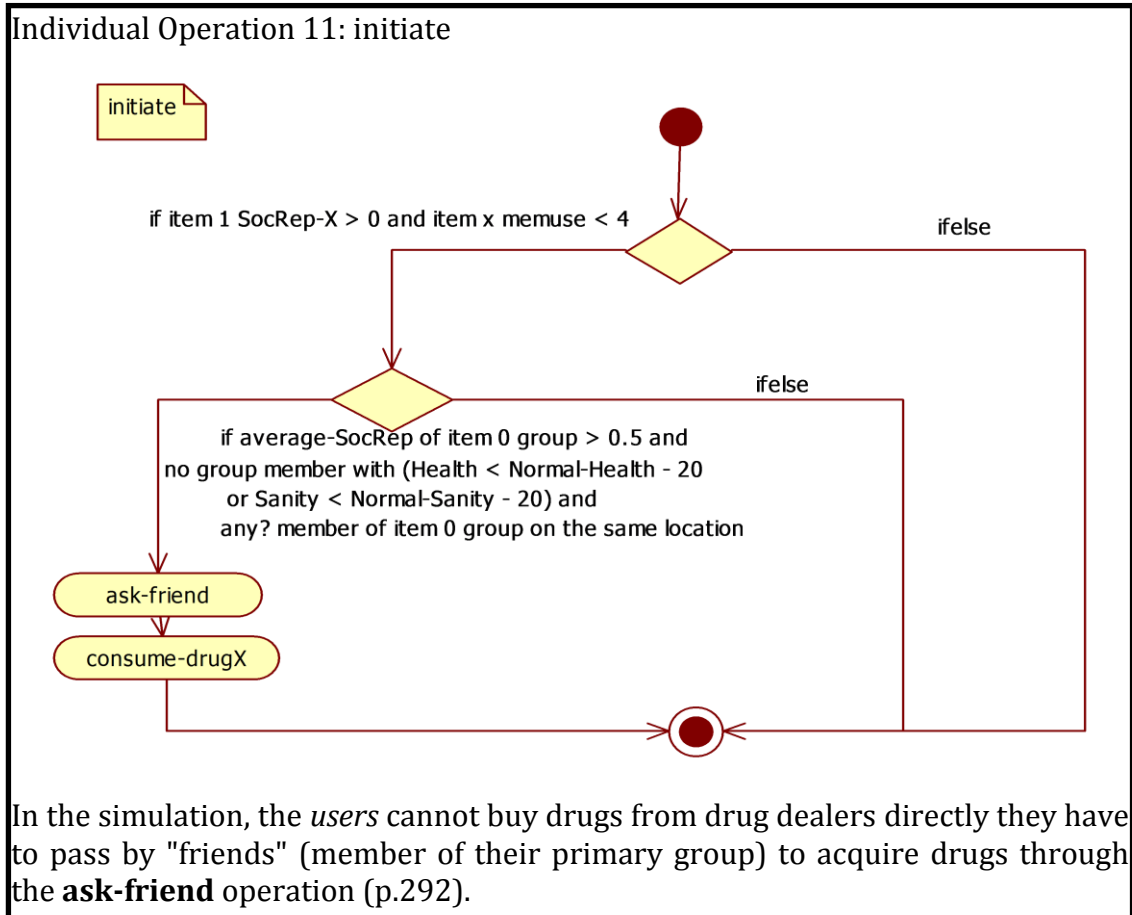 Individual Operation 11: initiate
initiate
if item 1 SocRep-X > 0 and item x memuse < 4
ifelse
ifelse
if average-SocRep of item 0 group > 0.5 and
no group member with (Health < Normal-Health - 20
or Sanity < Normal-Sanity - 20) and
any? member of item 0 group on the same location
ask-friend
consume-drugX
In the simulation, the users cannot buy drugs from drug dealers directly they have
to pass by "friends" (member of their primary group) to acquire drugs through
the ask-friend operation (p.292).